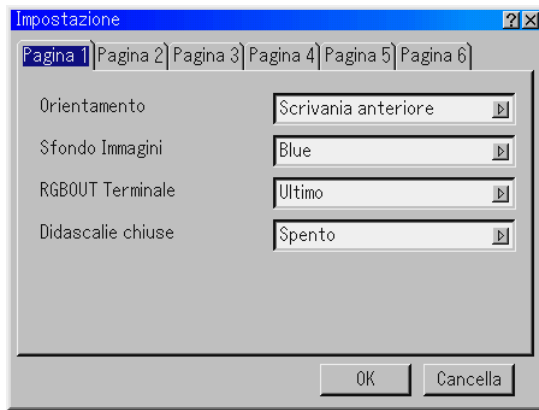 Impostazione
Pagina 1 Pagina 2 Pagina 3 Pagina 4 Pagina 5 Pagina 6
Orientamento Scrivania anteriore
Sfondo Immagini Blue
RGBOUT Terminale Ultimo
Didascalie chiuse Spento
OK Cancella